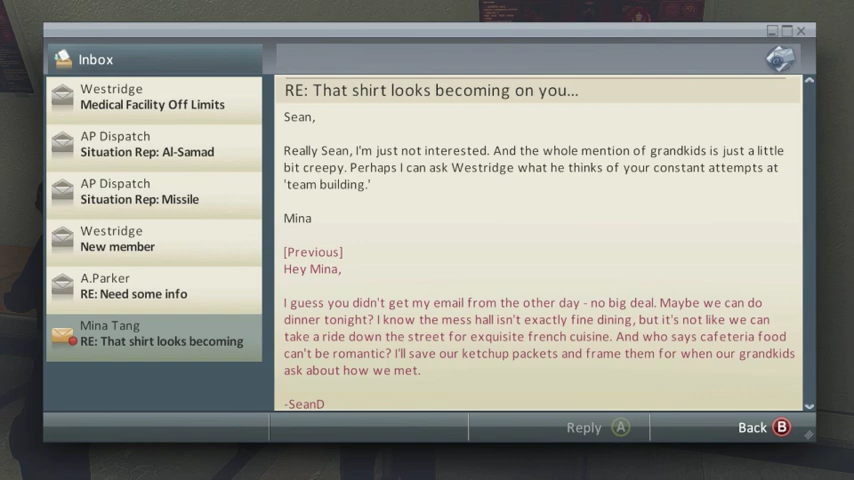 Inbox
Westridge
Medical Facility Off Limits
AP Dispatch
Situation Rep: Al-Samad
AP Dispatch
Situation Rep: Missile
Westridge
New member
A.Parker
RE: Need some info
Mina Tang
RE: That shirt looks becoming
RE: That shirt looks becoming on you...
Sean,
Really Sean, I'm just not interested. And the whole mention of grandkids is just a little
bit creepy. Perhaps I can ask Westridge what he thinks of your constant attempts at
'team building.'
Mina
[Previous]
Hey Mina,
I guess you didn't get my email from the other day - no big deal. Maybe we can do
dinner tonight? I know the mess hall isn't exactly fine dining, but it's not like we can
take a ride down the street for exquisite french cuisine. And who says cafeteria food
can't be romantic? I'll save our ketchup packets and frame them for when our grandkids
ask about how we met.
-SeanD
Reply A
Back B